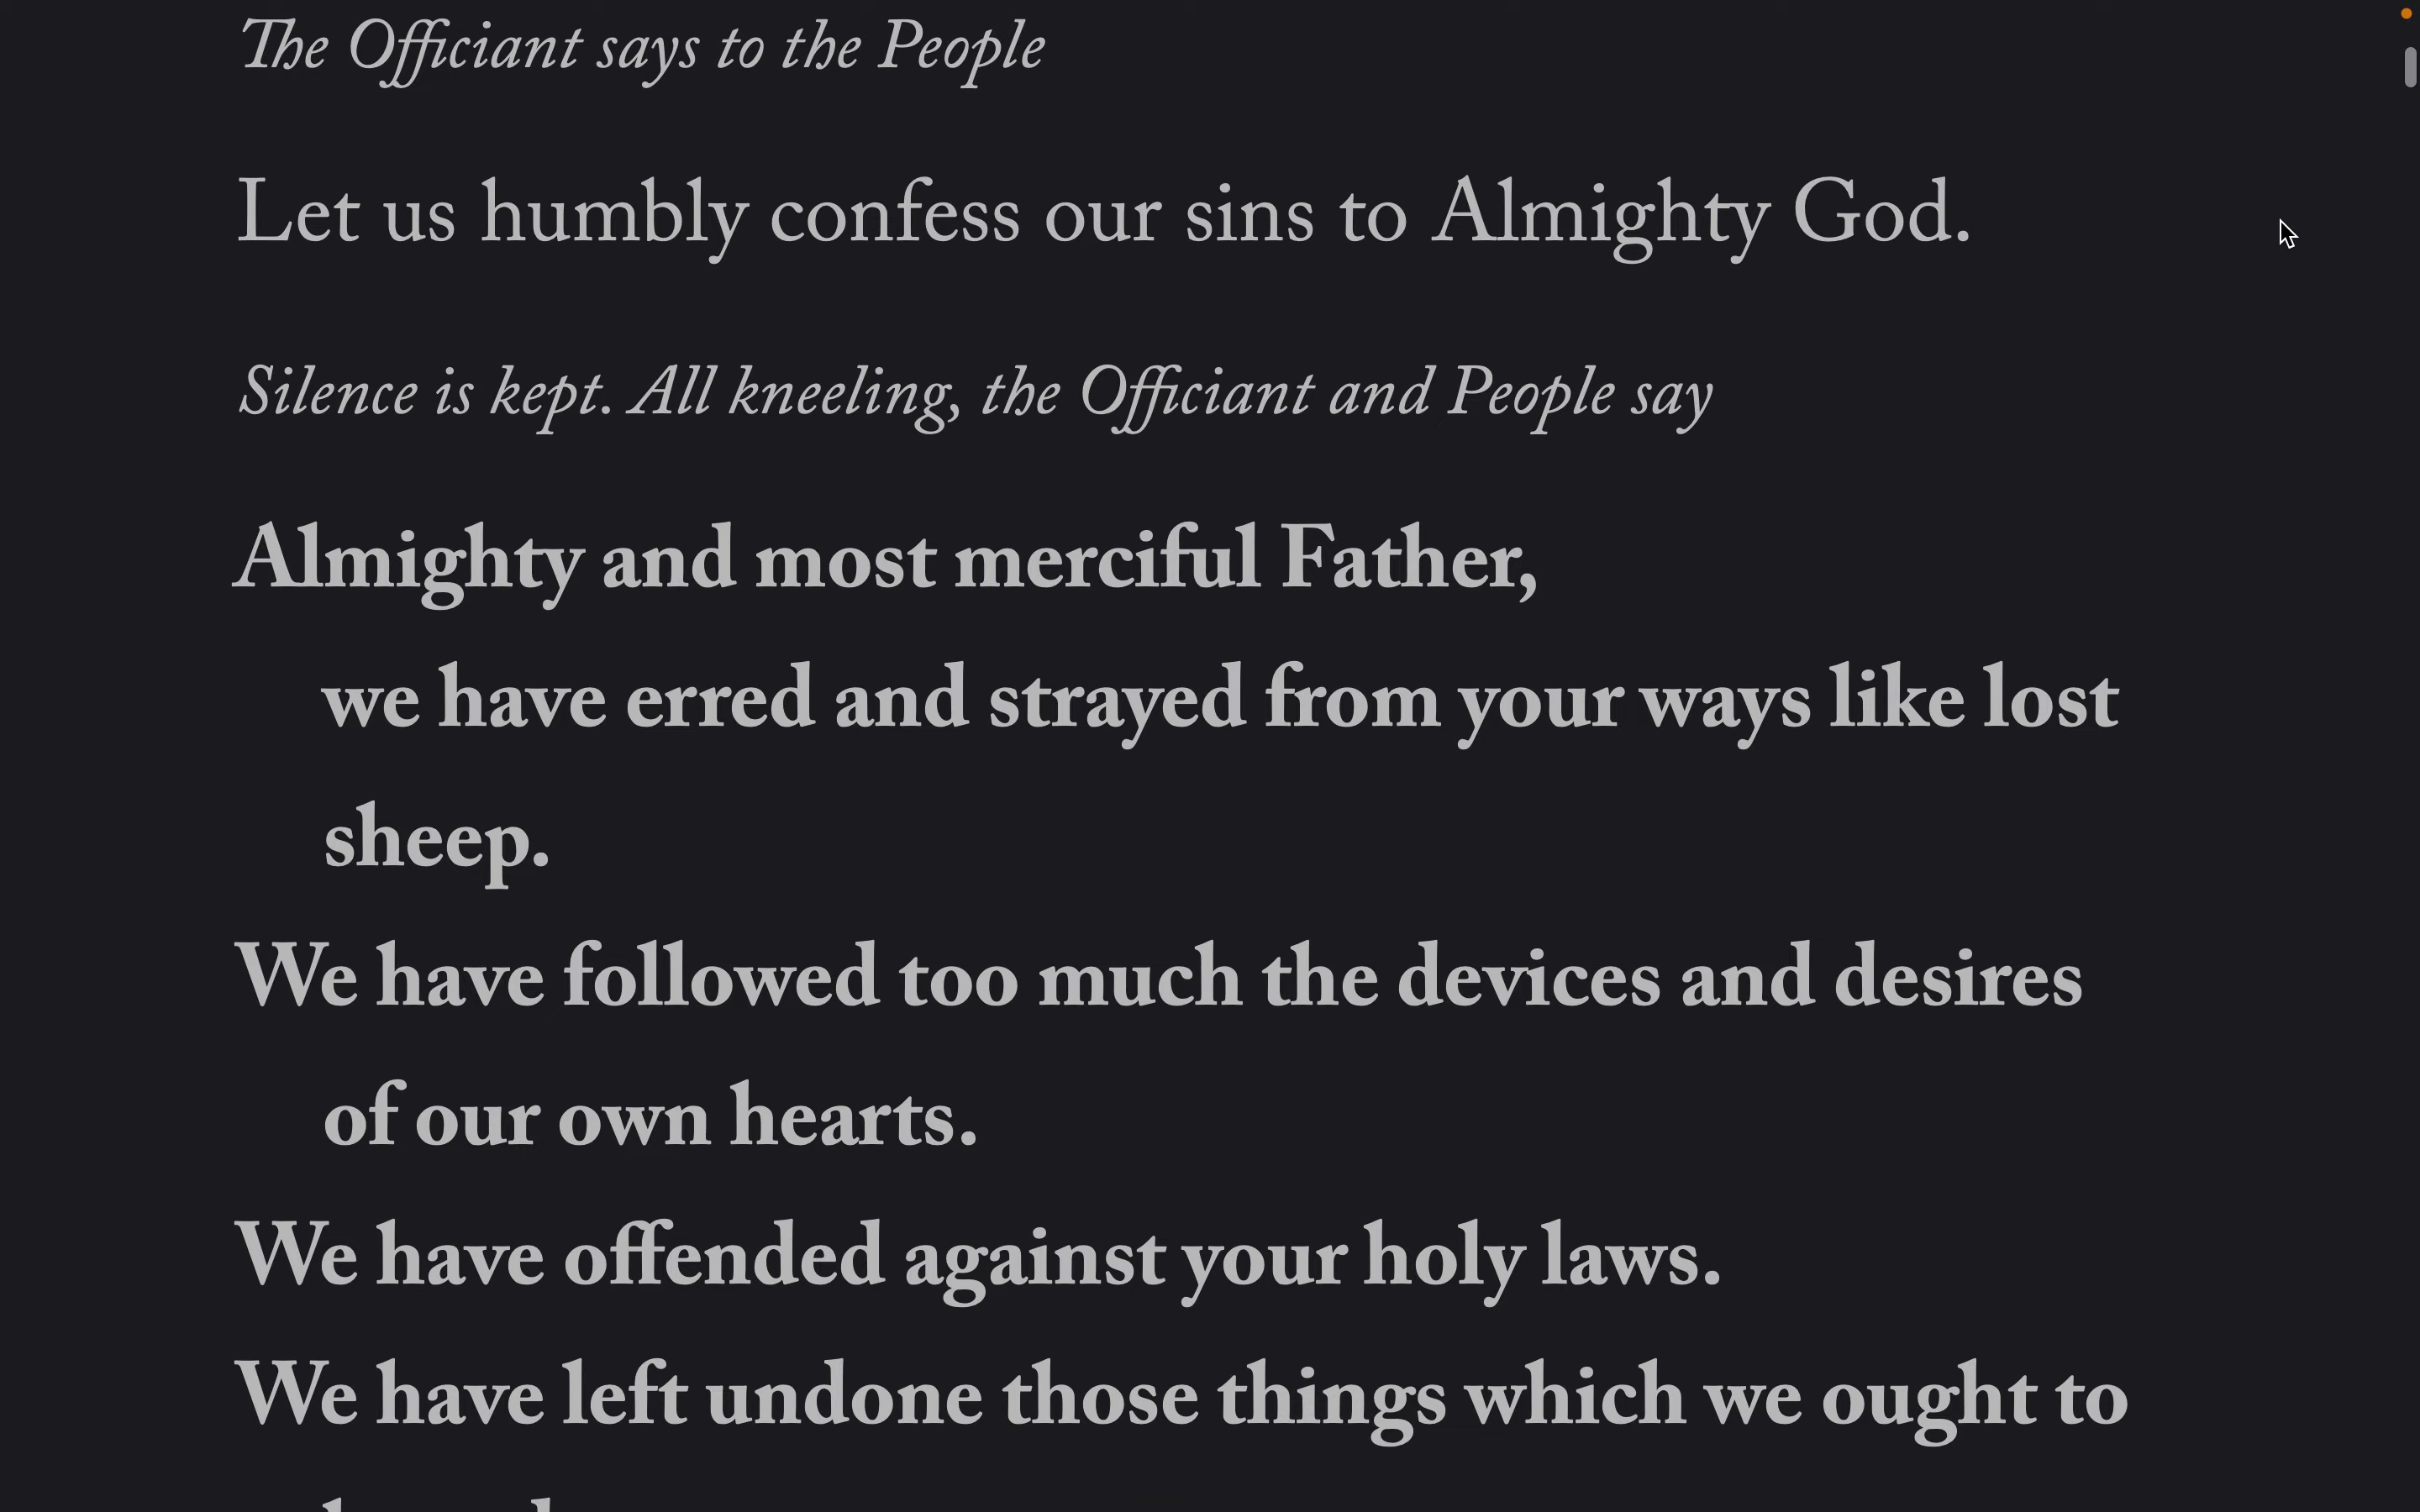 The Officiant says to the People
Let us humbly confess our sins to Almighty God.
Silence is kept. All kneeling, the Officiant and People say
Almighty and most merciful Father,
we have erred and strayed from your ways like lost
sheep.
We have followed too much the devices and desires
of our own hearts.
We have offended against your holy laws.
We have left undone those things which we ought to